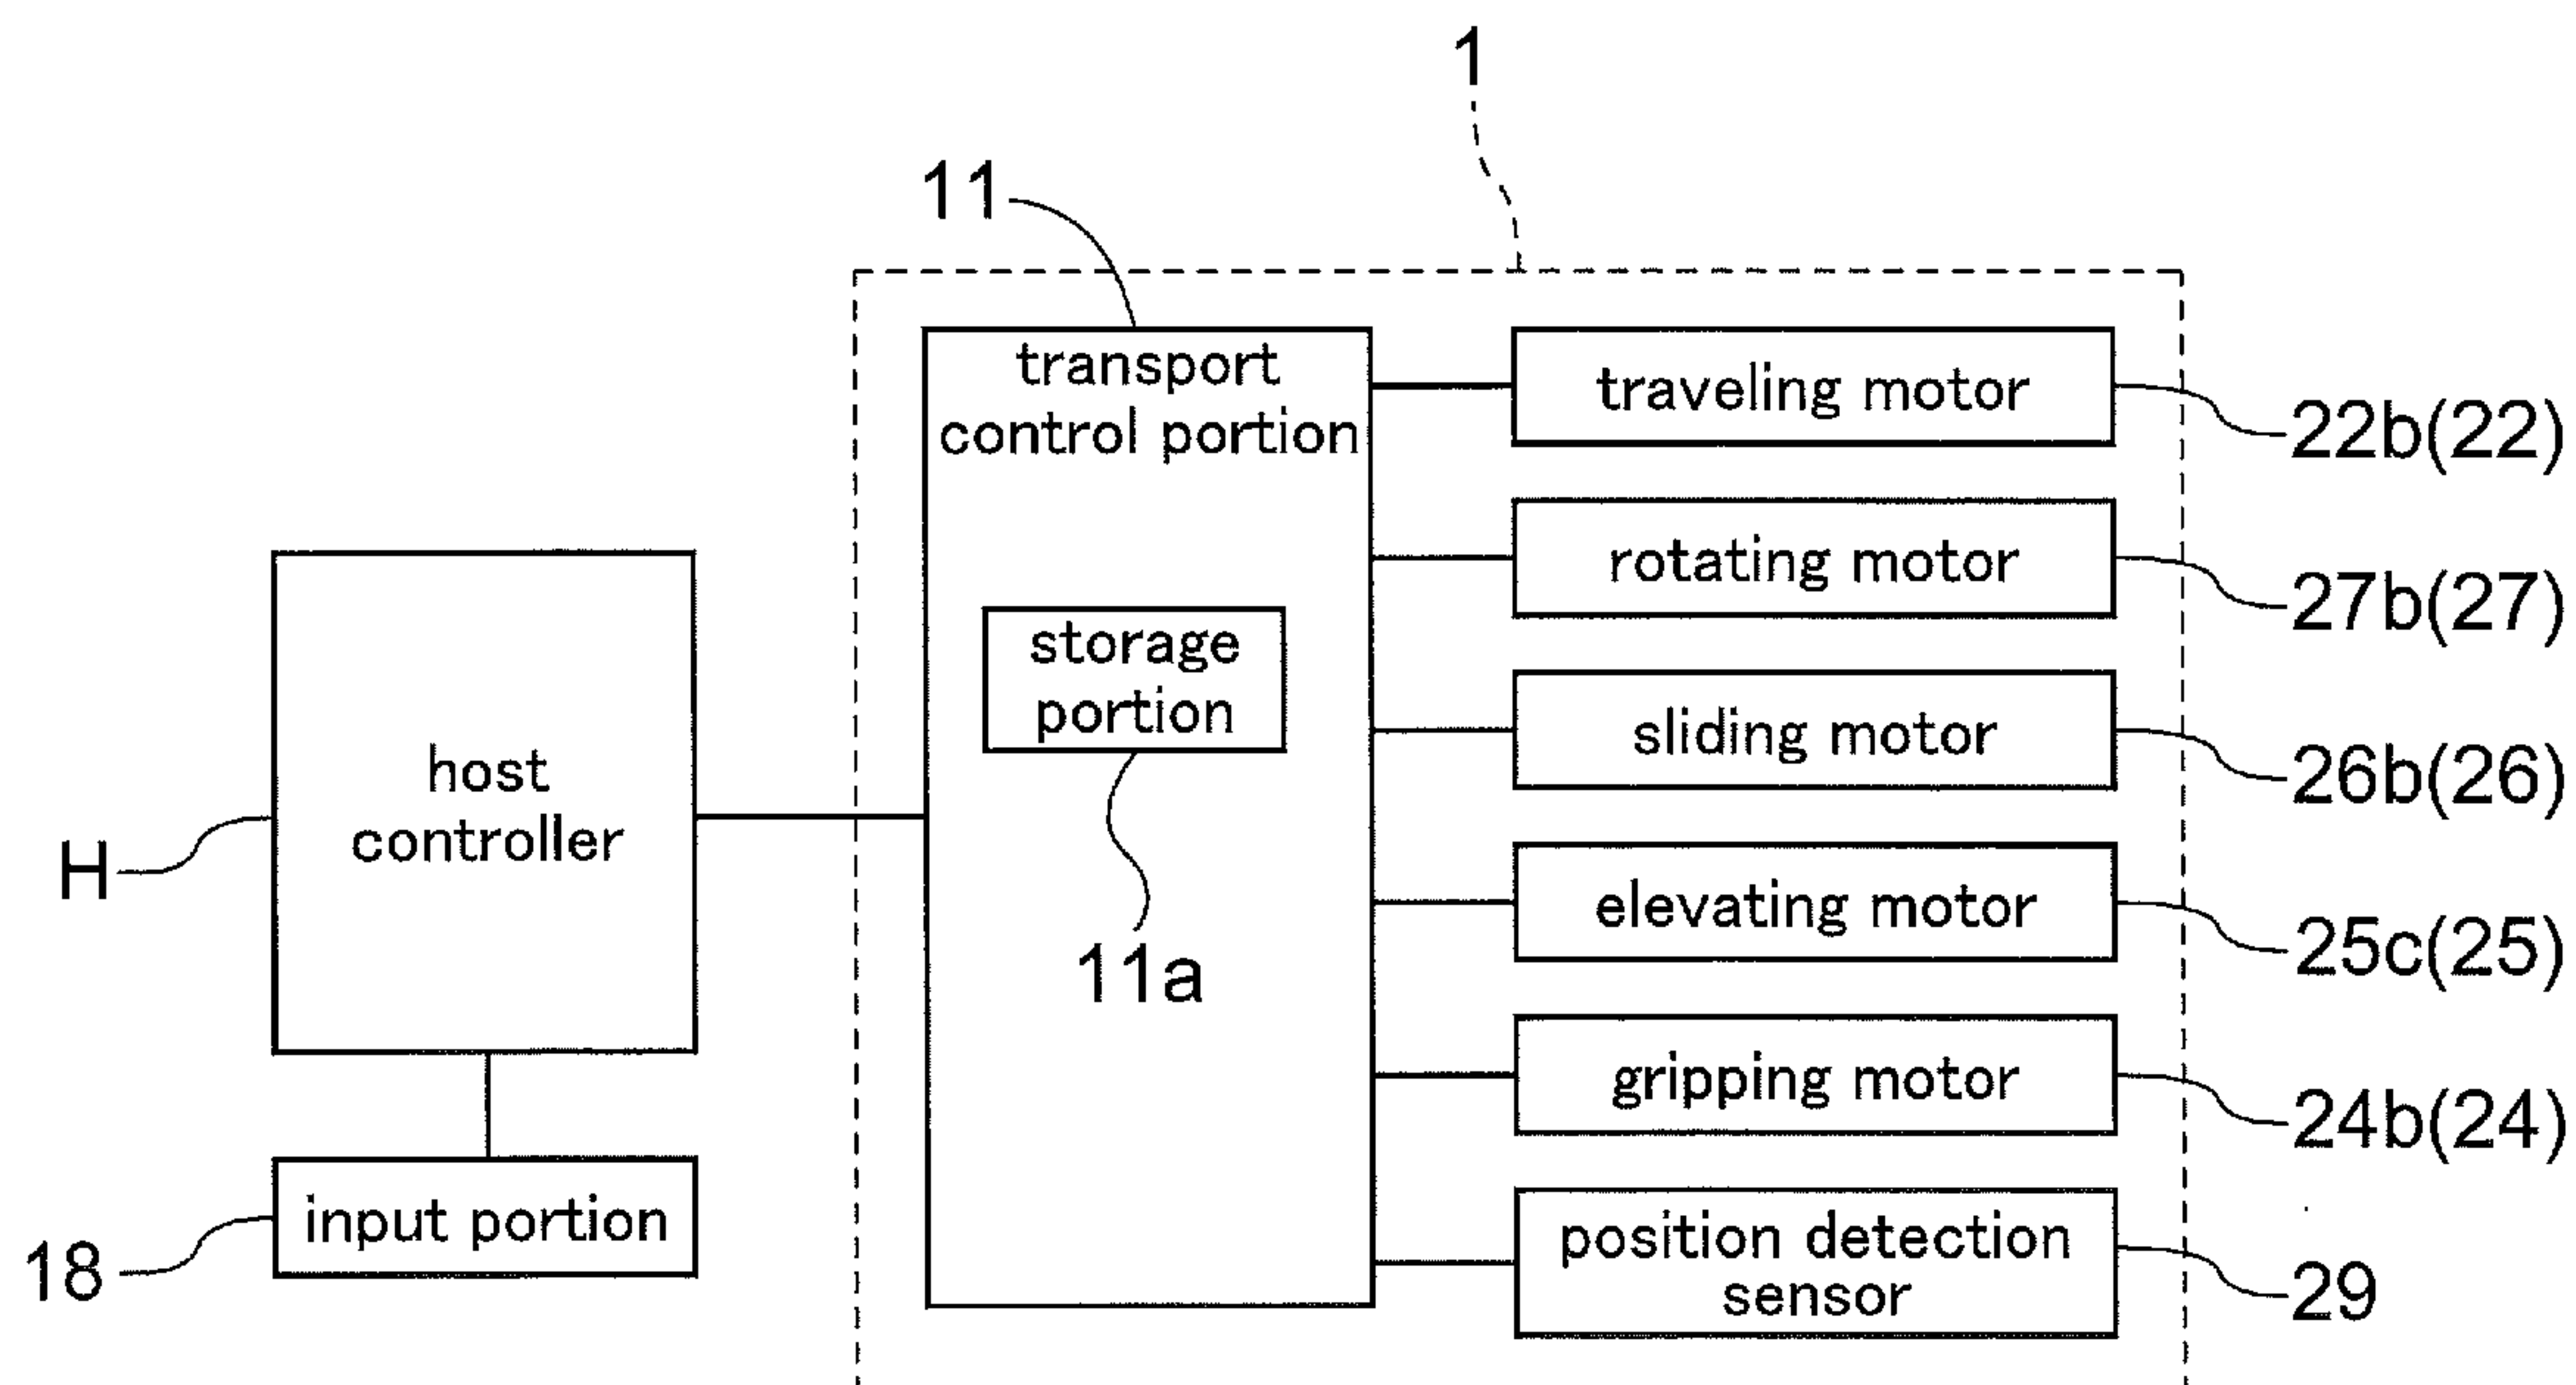 1
11
transport
control portion
traveling motor
22b(22)
rotating motor
27b(27)
storage
portion
sliding motor
26b(26)
host
controller
H
11a
elevating motor
25c(25)
gripping motor
24b(24)
input portion
18
position detection
sensor
29